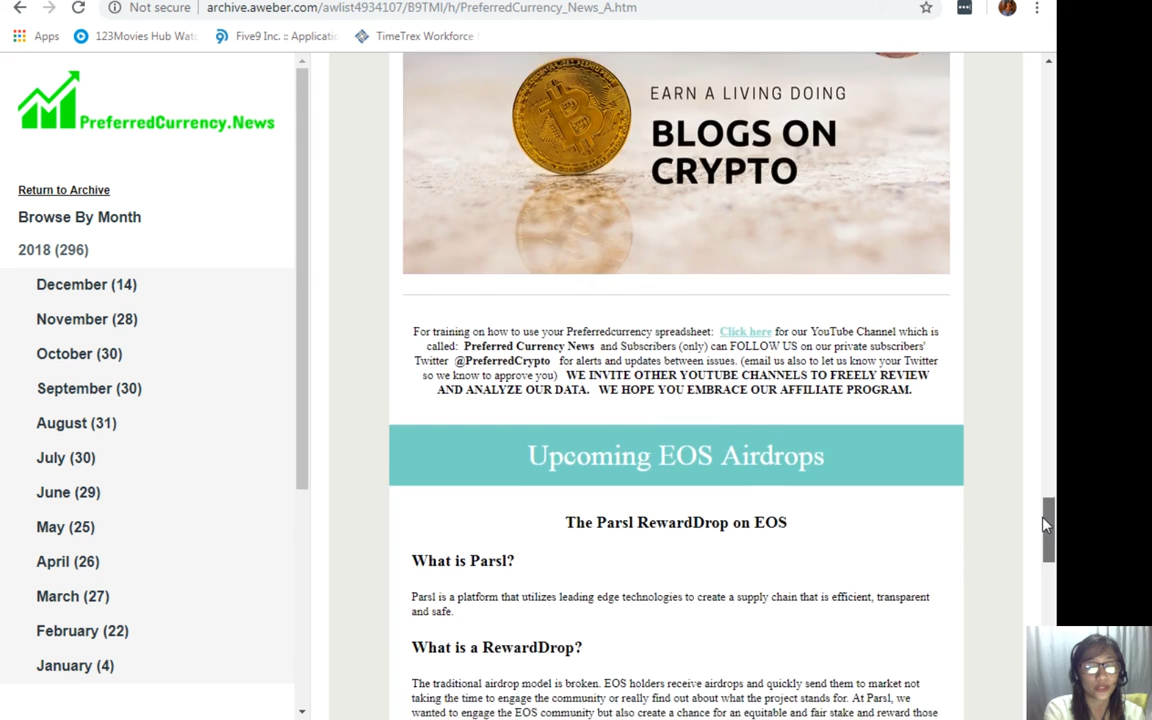 Not secure
archive.aweber.com/awlist4934107/B9TMI/h/PreferredCurrency_News_A.htm
Apps
123Movies Hub Wat
Five9 Inc. :: Applicati
TimeTrex Workforce
PreferredCurrency.News
Return to Archive
Browse By Month
2018 (296)
December (14)
November (28)
October (30)
September (30)
August (31)
July (30)
June (29)
May (25)
April (26)
March (27)
February (22)
January (4)
EARN A LIVING DOING
BLOGS ON
CRYPTO
For training on how to use your Preferredcurrency spreadsheet: Click here for our YouTube Channel which is
called: Preferred Currency News and Subscribers (only) can FOLLOW US on our private subscribers'
Twitter @PreferredCrypto for alerts and updates between issues. (email us also to let us know your Twitter
so we know to approve you) WE INVITE OTHER YOUTUBE CHANNELS TO FREELY REVIEW
AND ANALYZE OUR DATA. WE HOPE YOU EMBRACE OUR AFFILIATE PROGRAM.
Upcoming EOS Airdrops
The Parsl RewardDrop on EOS
What is Parsl?
Parsl is a platform that utilizes leading edge technologies to create a supply chain that is efficient, transparent
and safe.
What is a RewardDrop?
The traditional airdrop model is broken. EOS holders receive airdrops and quickly send them to market not
taking the time to engage the community or really find out about what the project stands for. At Parsl, we
wanted to engage the EOS community but also create a chance for an equitable and fair stake and reward those